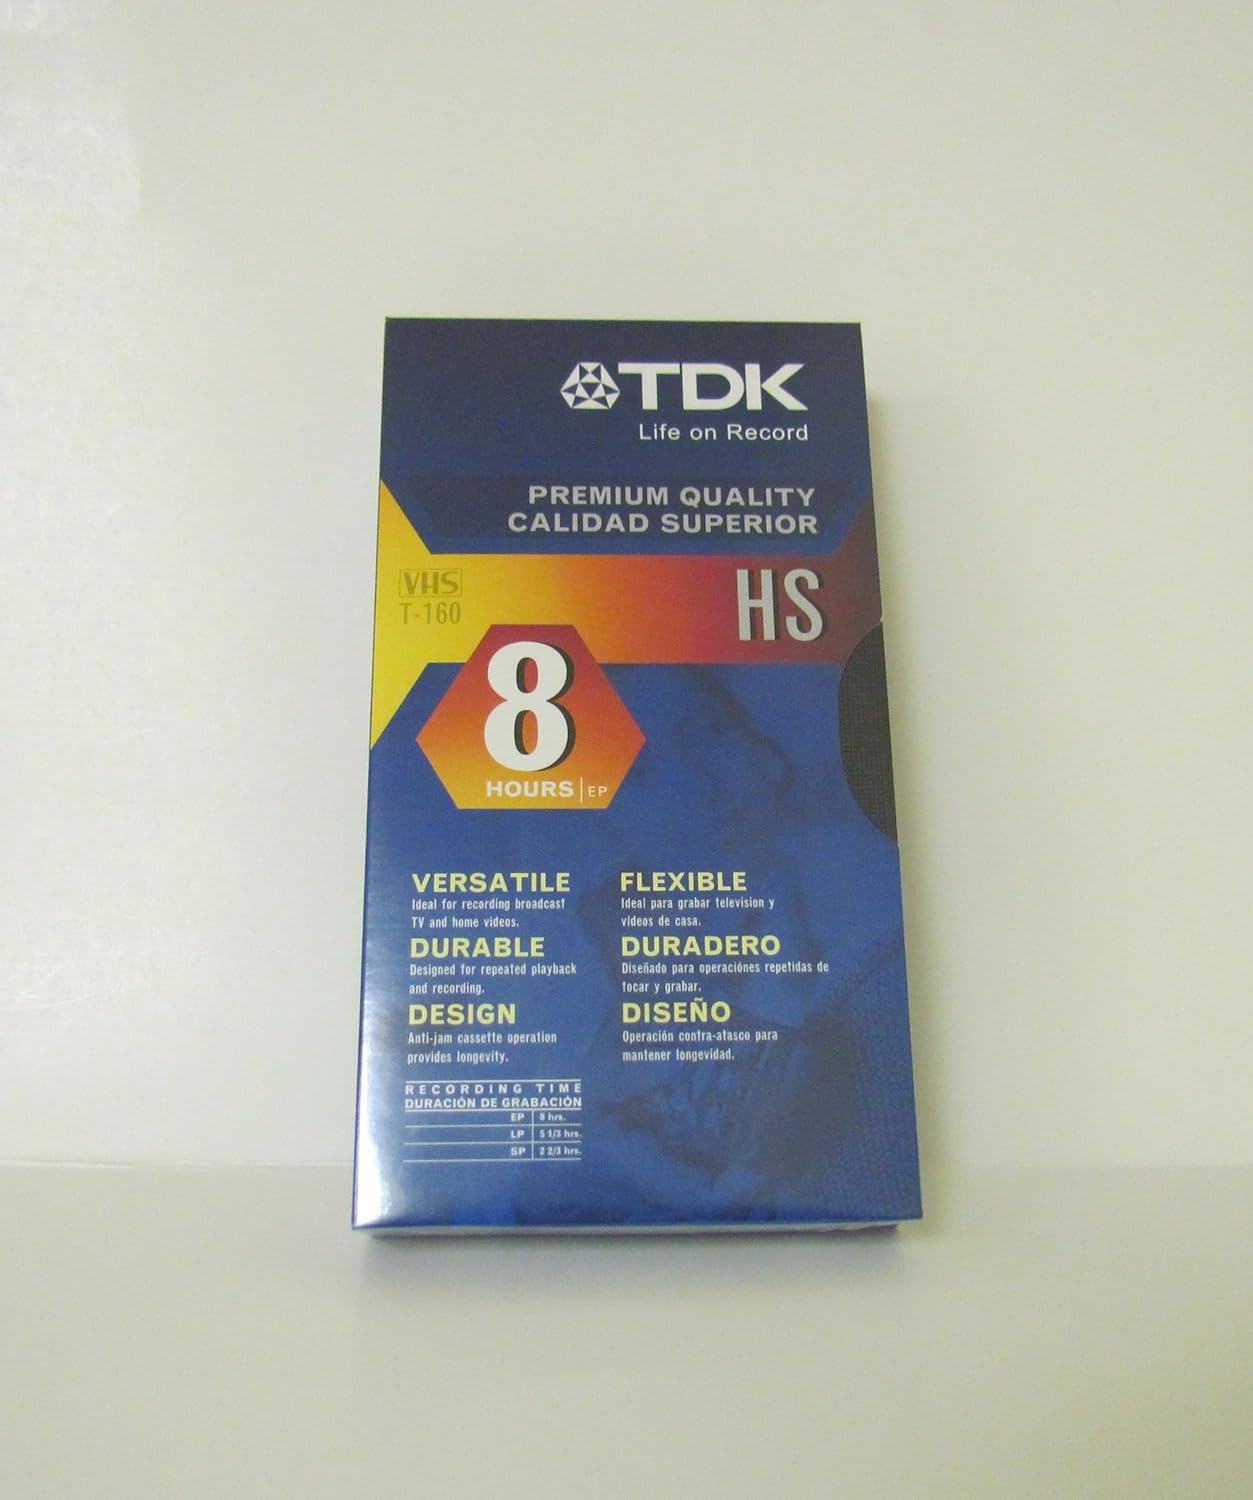 TDK
Life on Record
PREMIUM QUALITY
CALIDAD SUPERIOR
VHS
T-160
HS
8
HOURS | EP
VERSATILE
Ideal for recording broadcast
TV and home videos.
DURABLE
Designed for repeated playback
and recording.
DESIGN
Anti-jam cassette operation
provides longevity.
FLEXIBLE
Ideal para grabar television y
vídeos de casa.
DURADERO
Diseñado para operaciónes repetidas de
tocar y grabar.
DISEÑO
Operación contra-atasco para
mantener longevidad.
RECORDING TIME
DURACIÓN DE GRABACIÓN
EP 8 hrs.
LP 5 1/3 hrs.
SP 2 2/3 hrs.